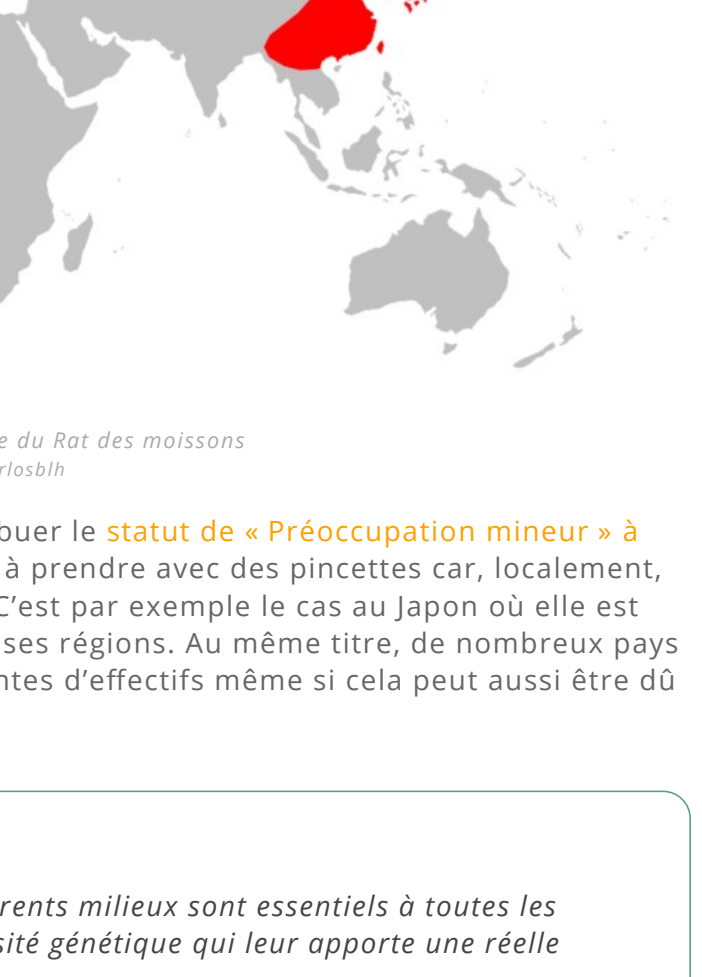 e du Rat des moissons
rlosblh
buer le statut de « Préoccupation mineur » à
à prendre avec des pincettes car, localement,
C’est par exemple le cas au Japon où elle est
ses régions. Au même titre, de nombreux pays
ntes d’effectifs même si cela peut aussi être dû
rents milieux sont essentiels à toutes les
sité génétique qui leur apporte une réelle